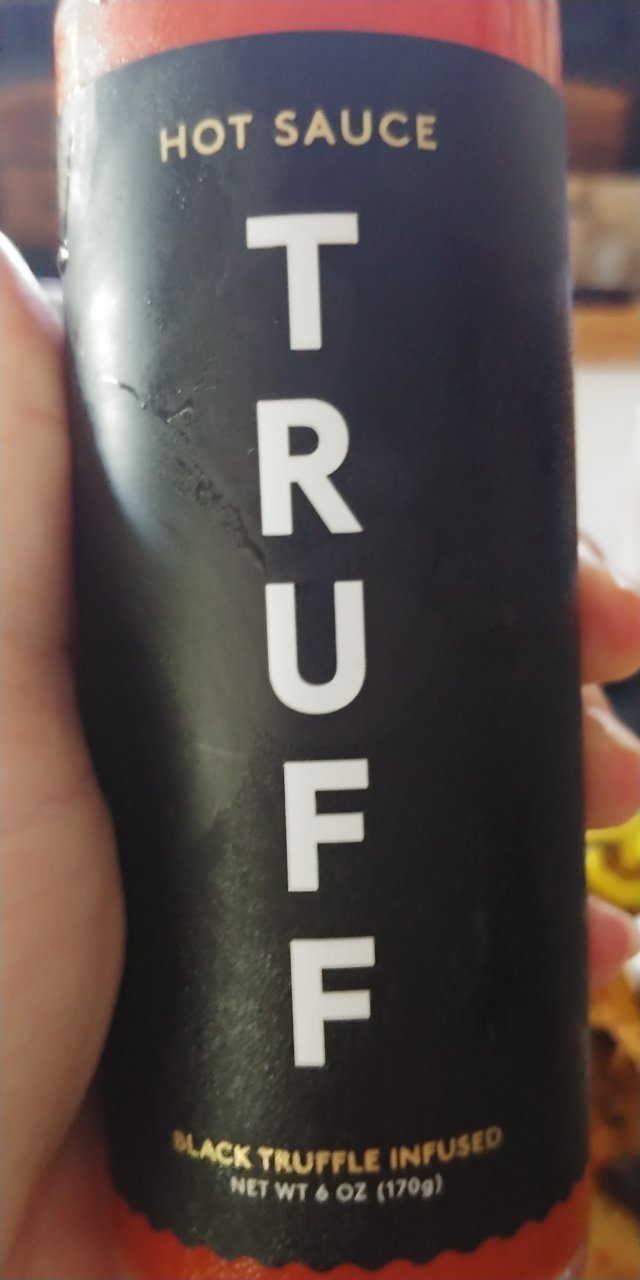 HOT SAUCE
TRUFF
BLACK TRUFFLE INFUSED
NET WT 6 OZ (170g)